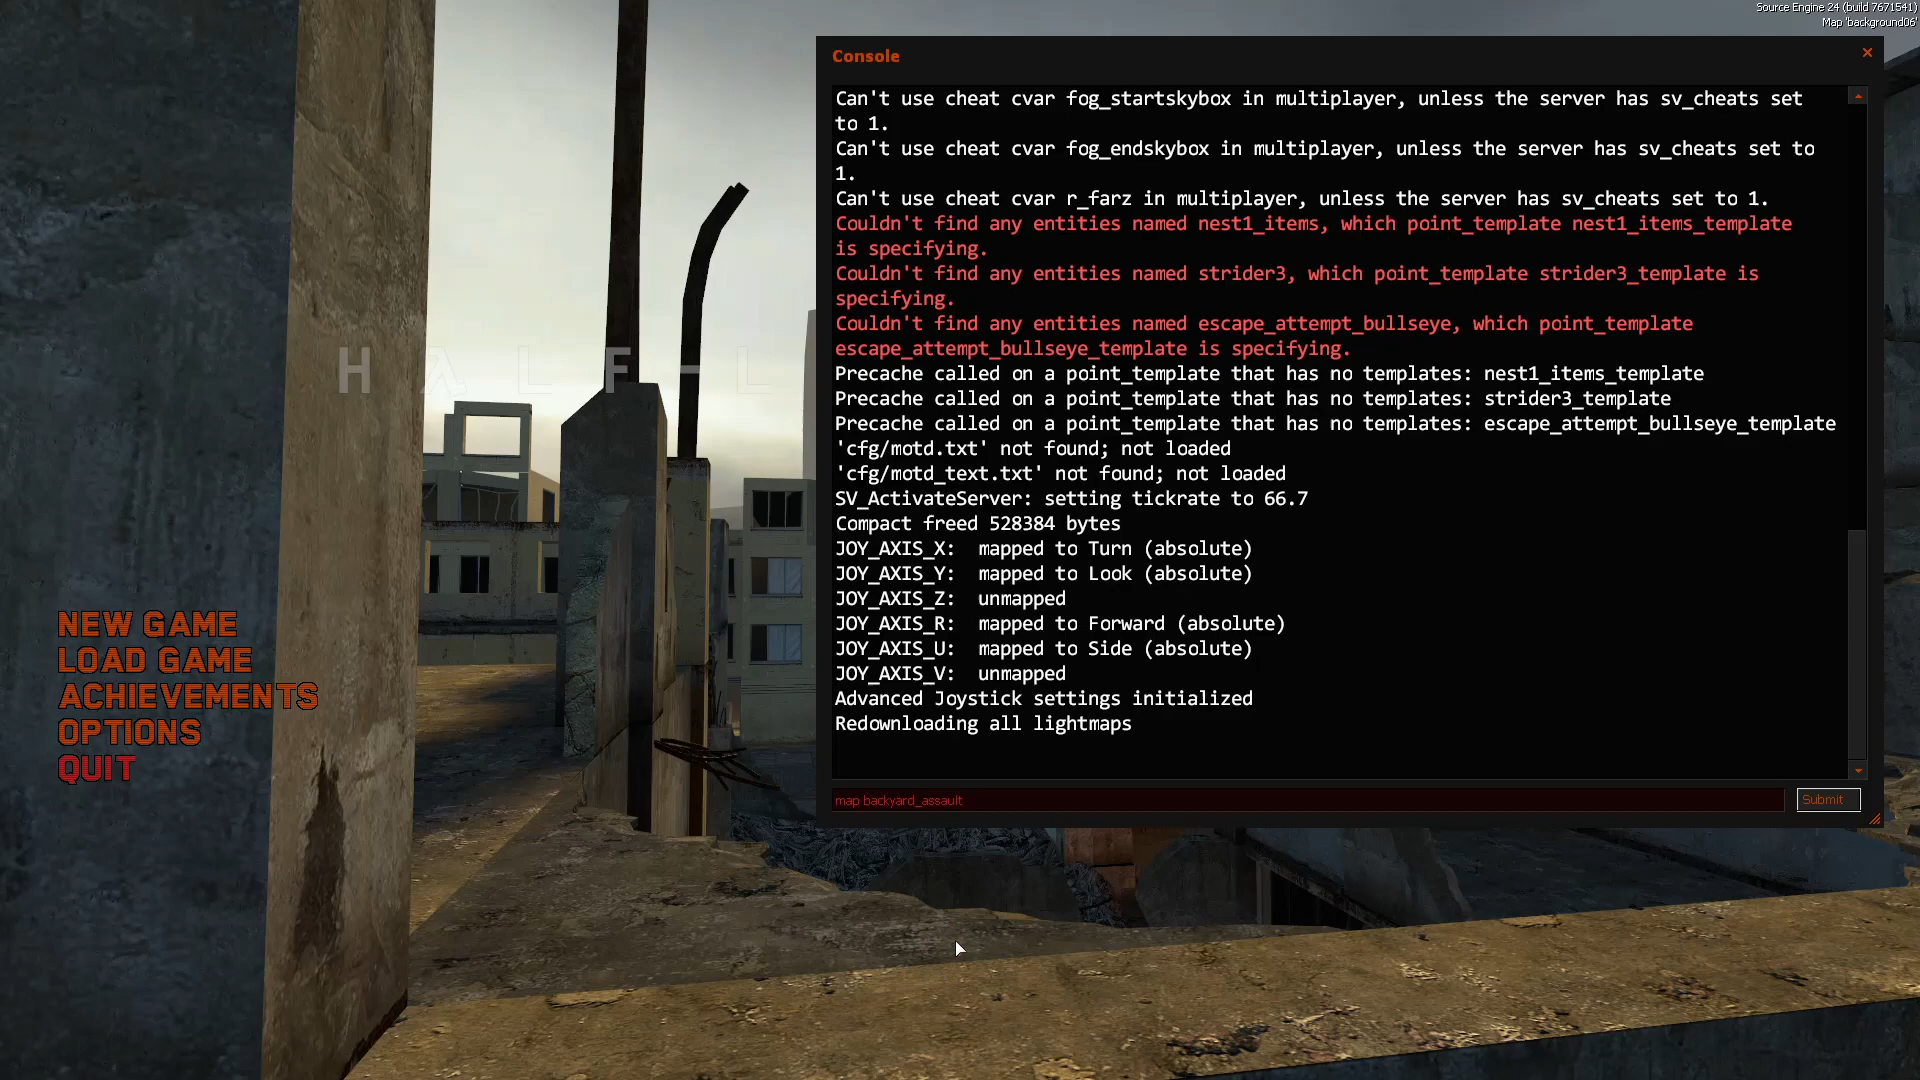 Source Engine 24 (build 7671541)
Map 'background06'
Console
Can't use cheat cvar fog_startskybox in multiplayer, unless the server has sv_cheats set
to 1.
Can't use cheat cvar fog_endskybox in multiplayer, unless the server has sv_cheats set to
1.
Can't use cheat cvar r_farz in multiplayer, unless the server has sv_cheats set to 1.
Couldn't find any entities named nest1_items, which point_template nest1_items_template
is specifying.
Couldn't find any entities named strider3, which point_template strider3_template is
specifying.
Couldn't find any entities named escape_attempt_bullseye, which point_template
escape_attempt_bullseye_template is specifying.
Precache called on a point_template that has no templates: nest1_items_template
Precache called on a point_template that has no templates: strider3_template
Precache called on a point_template that has no templates: escape_attempt_bullseye_template
'cfg/motd.txt' not found; not loaded
'cfg/motd_text.txt' not found; not loaded
SV_ActivateServer: setting tickrate to 66.7
Compact freed 528384 bytes
JOY_AXIS_X:  mapped to Turn (absolute)
JOY_AXIS_Y:  mapped to Look (absolute)
JOY_AXIS_Z:  unmapped
JOY_AXIS_R:  mapped to Forward (absolute)
JOY_AXIS_U:  mapped to Side (absolute)
JOY_AXIS_V:  unmapped
Advanced Joystick settings initialized
Redownloading all lightmaps
map backyard_assault
Submit
H Λ L F - L
NEW GAME
LOAD GAME
ACHIEVEMENTS
OPTIONS
QUIT